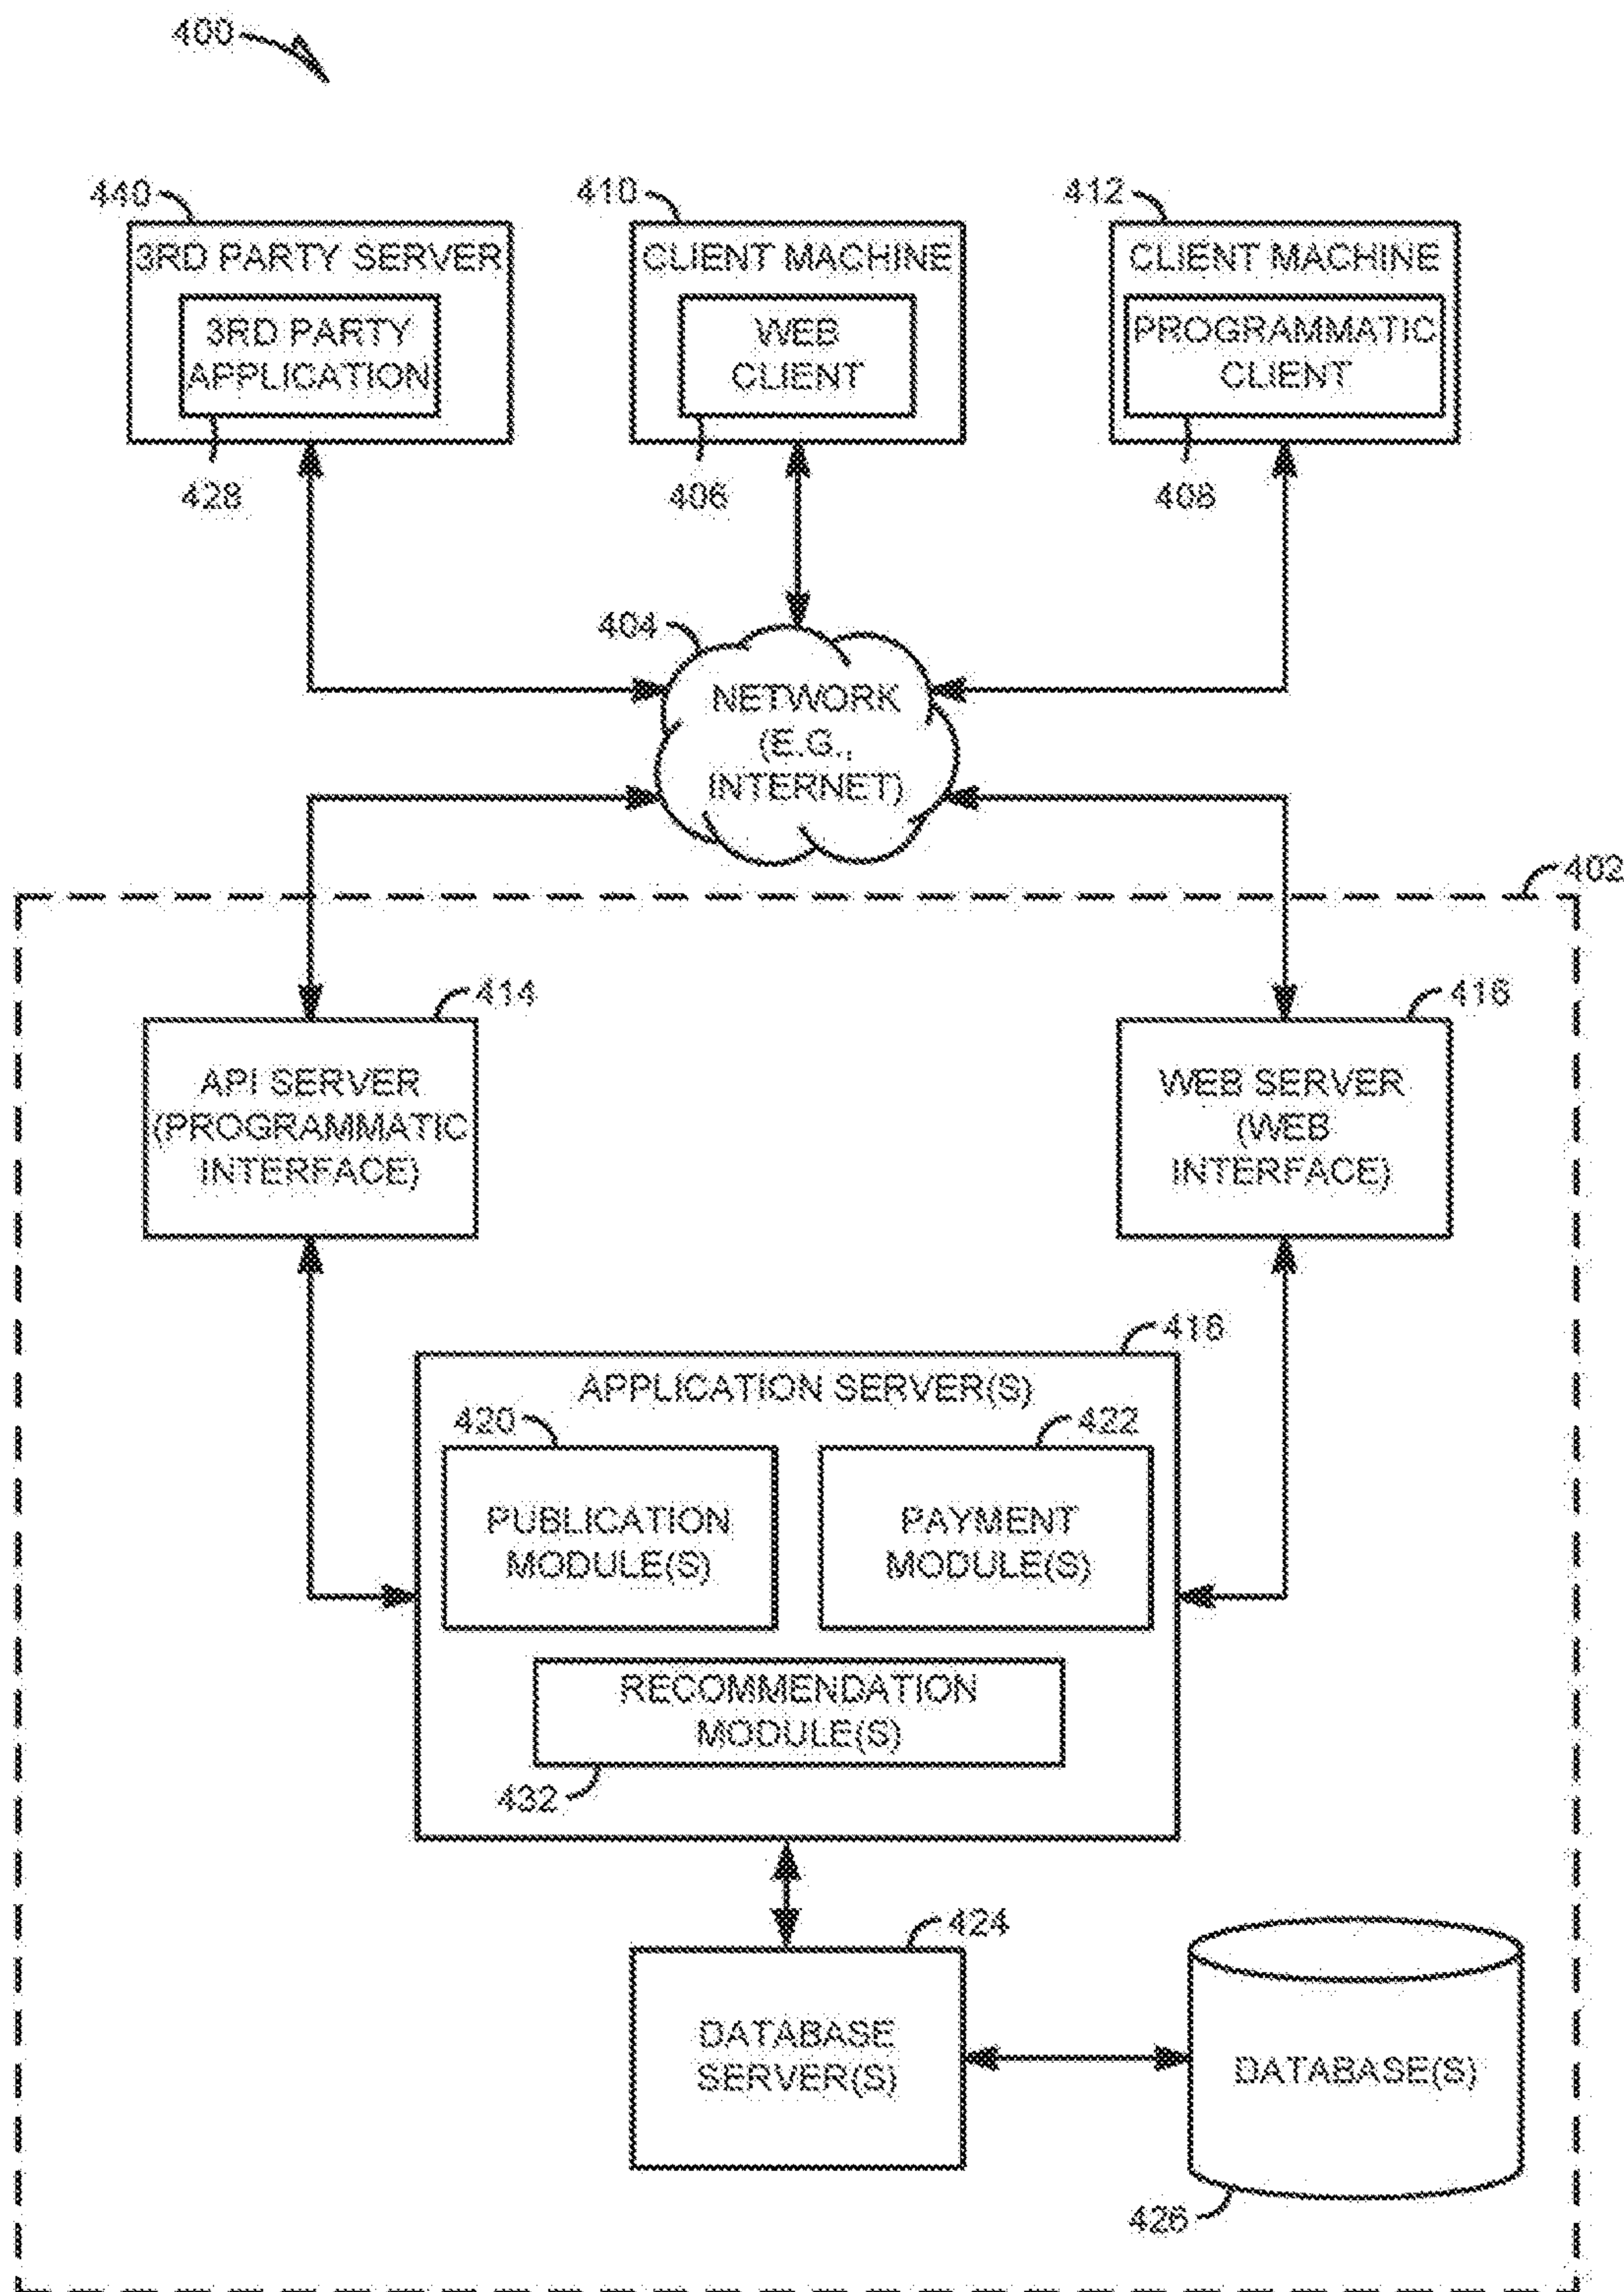 400
440
410
412
3RD PARTY SERVER
CLIENT MACHINE
CLIENT MACHINE
3RD PARTY
APPLICATION
WEB
CLIENT
PROGRAMMATIC
CLIENT
428
406
408
404
NETWORK
(E.G.,
INTERNET)
402
414
416
API SERVER
(PROGRAMMATIC
INTERFACE)
WEB SERVER
(WEB
INTERFACE)
418
APPLICATION SERVER(S)
420
422
PUBLICATION
MODULE(S)
PAYMENT
MODULE(S)
RECOMMENDATION
MODULE(S)
432
424
DATABASE
SERVER(S)
DATABASE(S)
426